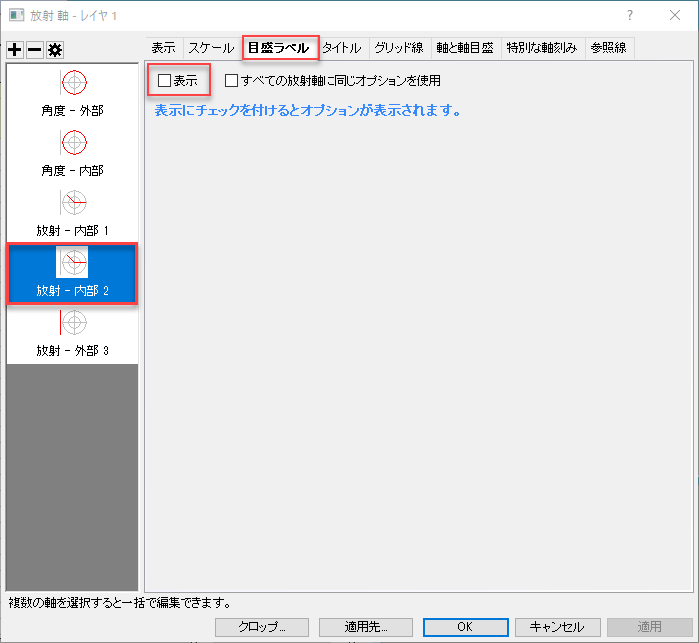 放射 軸 - レイヤ 1
表示 スケール 目盛ラベル タイトル グリッド線 軸と軸目盛 特別な軸刻み 参照線
表示 すべての放射軸に同じオプションを使用
表示にチェックを付けるとオプションが表示されます。
角度 - 外部
角度 - 内部
放射 - 内部 1
放射 - 内部 2
放射 - 外部 3
複数の軸を選択すると一括で編集できます。
クロップ... 適用先... OK キャンセル 適用